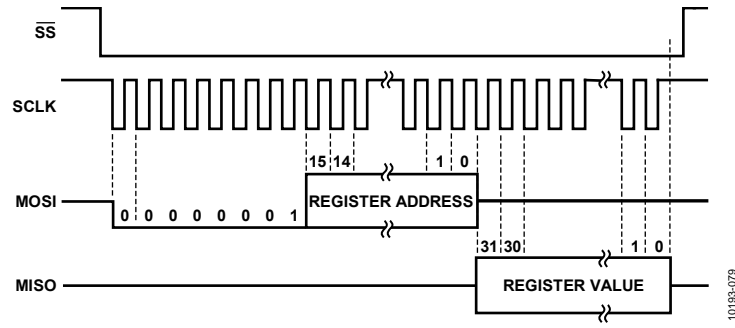 SS
SCLK
15 14 1 0
MOSI 0 0 0 0 0 0 0 1 REGISTER ADDRESS
31 30 1 0
MISO REGISTER VALUE
10193-079